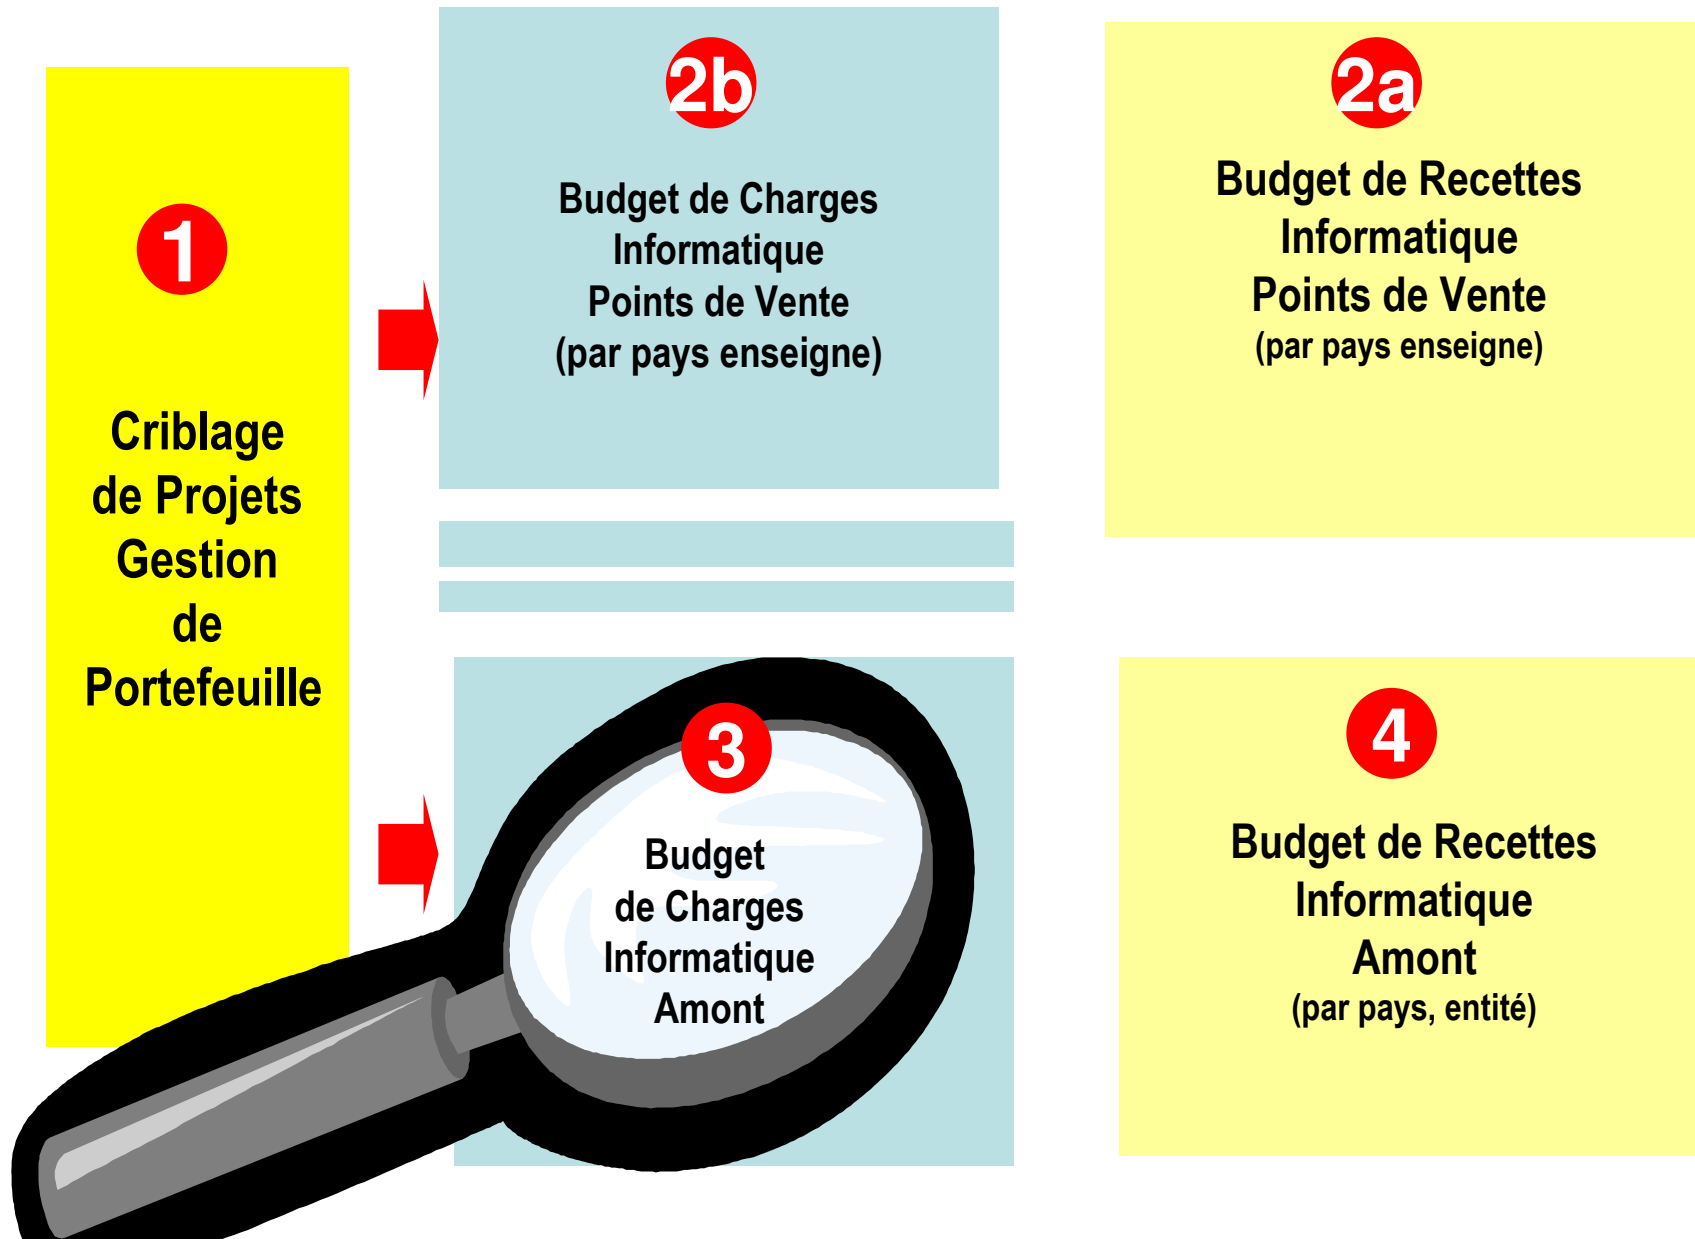 1
Criblage
de Projets
Gestion
de
Portefeuille
2b
Budget de Charges
Informatique
Points de Vente
(par pays enseigne)
2a
Budget de Recettes
Informatique
Points de Vente
(par pays enseigne)
3
Budget
de Charges
Informatique
Amont
4
Budget de Recettes
Informatique
Amont
(par pays, entité)